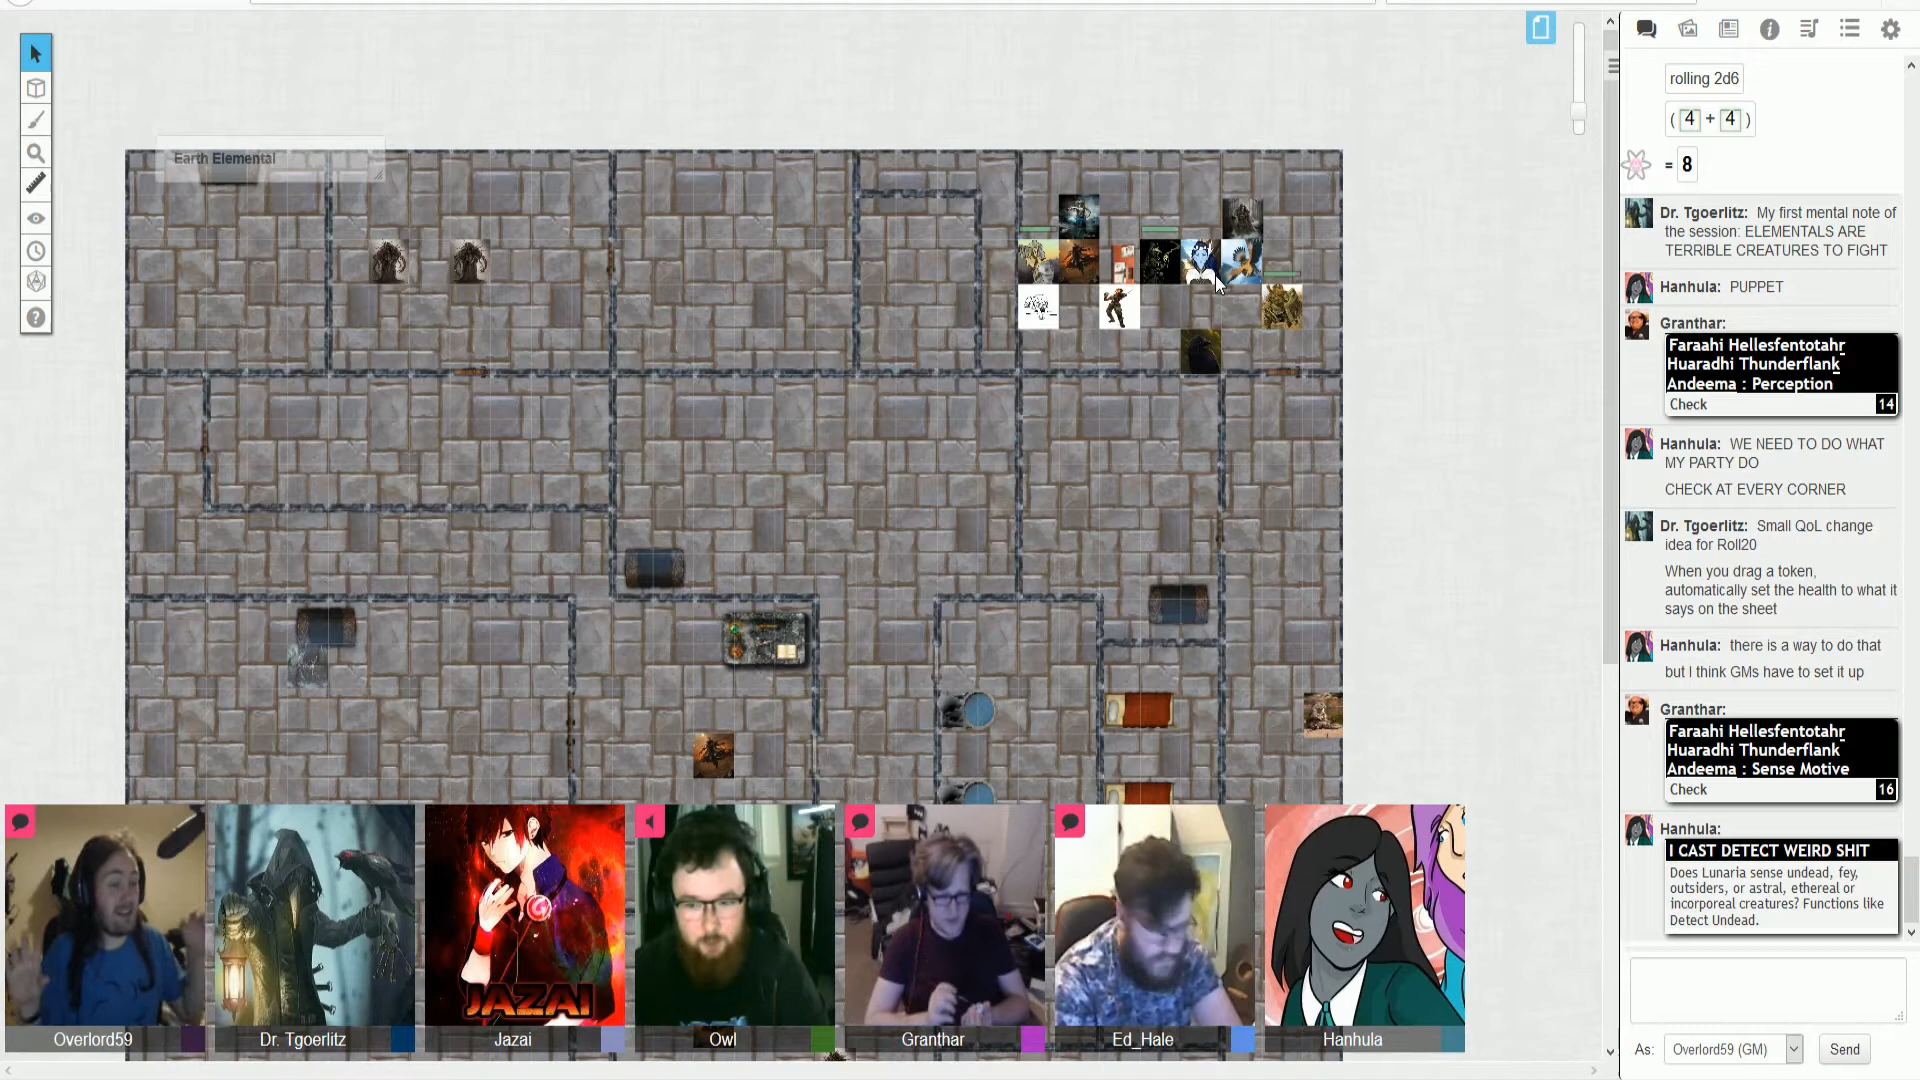 Earth Elemental
rolling 2d6
( 4 + 4 )
= 8
Dr. Tgoerlitz: My first mental note of
the session: ELEMENTALS ARE
TERRIBLE CREATURES TO FIGHT
Hanhula: PUPPET
Granthar:
Faraahi Hellesfentotahr
Huaradhi Thunderflank
Andeema : Perception
Check 14
Hanhula: WE NEED TO DO WHAT
MY PARTY DO
CHECK AT EVERY CORNER
Dr. Tgoerlitz: Small QoL change
idea for Roll20
When you drag a token,
automatically set the health to what it
says on the sheet
Hanhula: there is a way to do that
but I think GMs have to set it up
Granthar:
Faraahi Hellesfentotahr
Huaradhi Thunderflank
Andeema : Sense Motive
Check 16
Hanhula:
I CAST DETECT WEIRD SHIT
Does Lunaria sense undead, fey,
outsiders, or astral, ethereal or
incorporeal creatures? Functions like
Detect Undead.
As: Overlord59 (GM) Send
JAZAI
Overlord59
Dr. Tgoerlitz
Jazai
Owl
Granthar
Ed_Hale
Hanhula